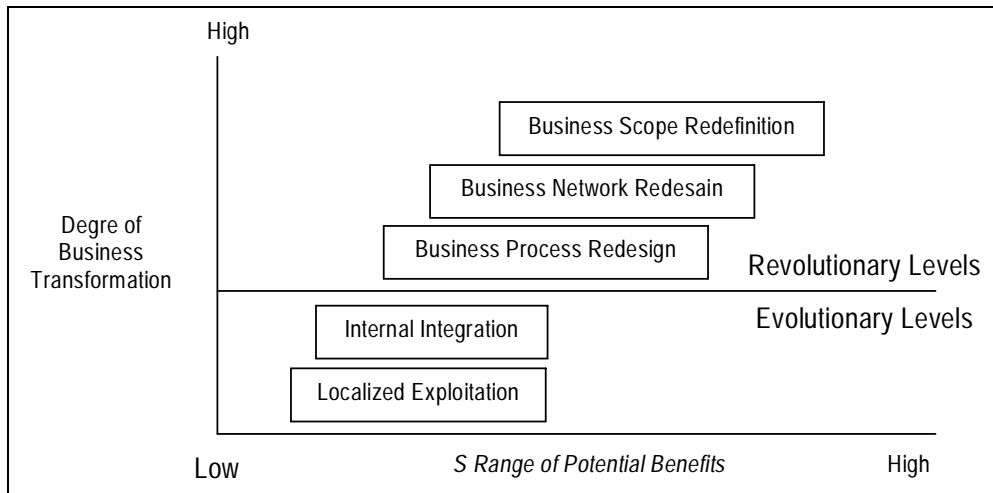 High
Business Scope Redefinition
Business Network Redesain
Business Process Redesign
Degre of
Business
Transformation
Revolutionary Levels
Evolutionary Levels
Internal Integration
Localized Exploitation
Low
S Range of Potential Benefits
High